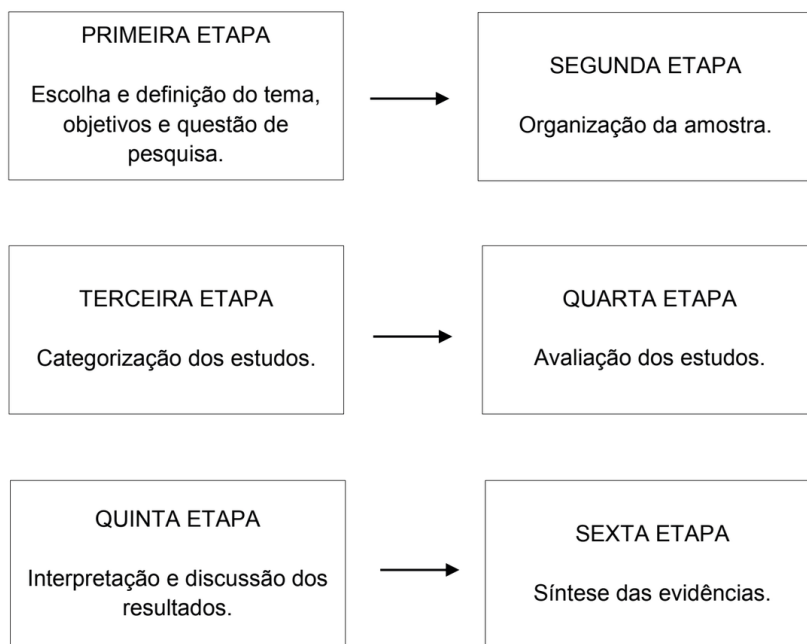 PRIMEIRA ETAPA
Escolha e definição do tema,
objetivos e questão de
pesquisa.
SEGUNDA ETAPA
Organização da amostra.
TERCEIRA ETAPA
Categorização dos estudos.
QUARTA ETAPA
Avaliação dos estudos.
QUINTA ETAPA
Interpretação e discussão dos
resultados.
SEXTA ETAPA
Síntese das evidências.